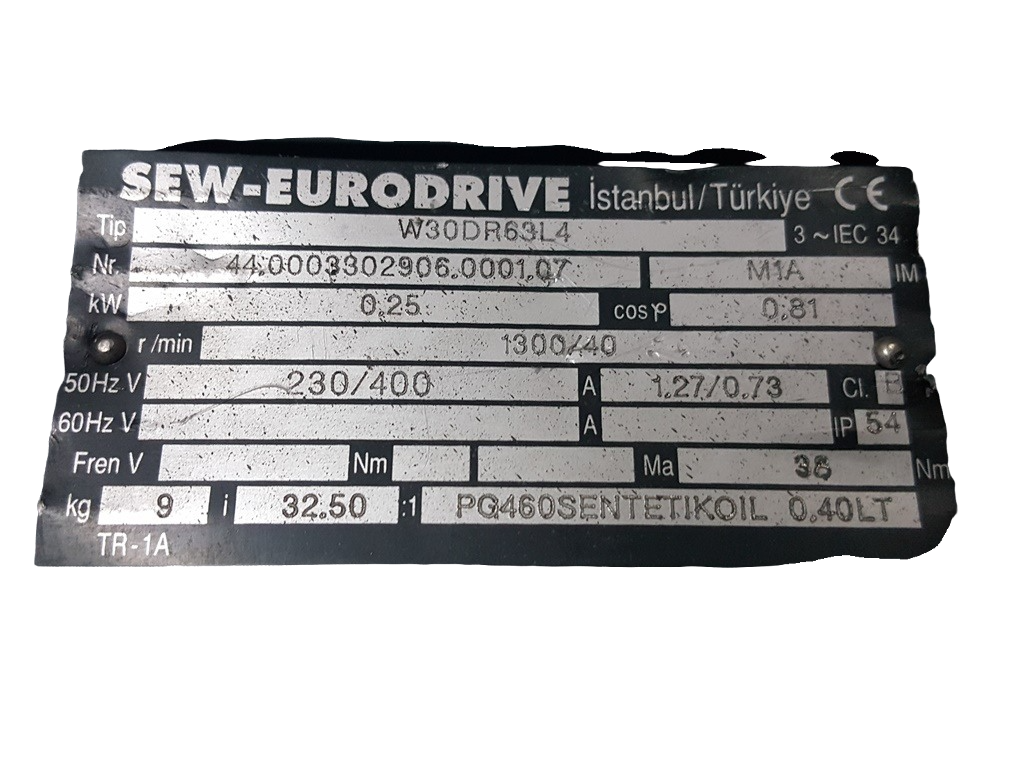 SEW-EURODRIVE İstanbul/Türkiye CE
Tip W30DR63L4 3~IEC 34
Nr. 44.0003302906.0001.07 M1A IM
kW 0.25 cosφ 0.81
r/min 1300/40
50Hz V 230/400 A 1.27/0.73 Cl. B
60Hz V A IP 54
Fren V Nm Ma Nm
kg 9 i 32.50 :1 PG460SENTETIKOIL 0.40LT
TR-1A